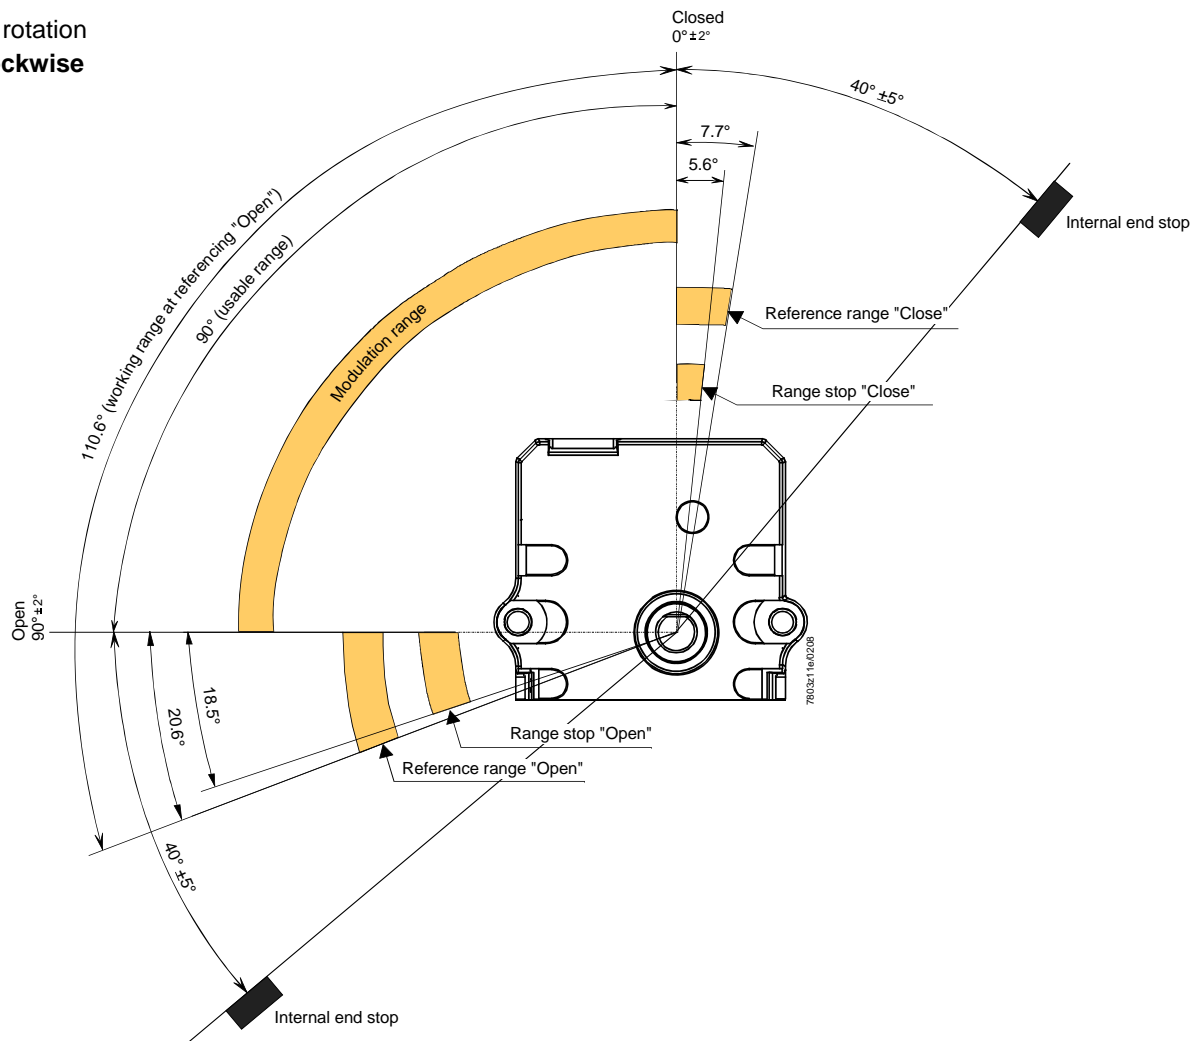 rotation
ckwise
Closed
0° ±2°
40° ±5°
7.7°
5.6°
Internal end stop
110.6° (working range at referencing "Open")
90° (usable range)
Modulation range
Reference range "Close"
Range stop "Close"
Open
90° ±2°
18.5°
20.6°
7803z11e/0208
Range stop "Open"
Reference range "Open"
40° ±5°
Internal end stop